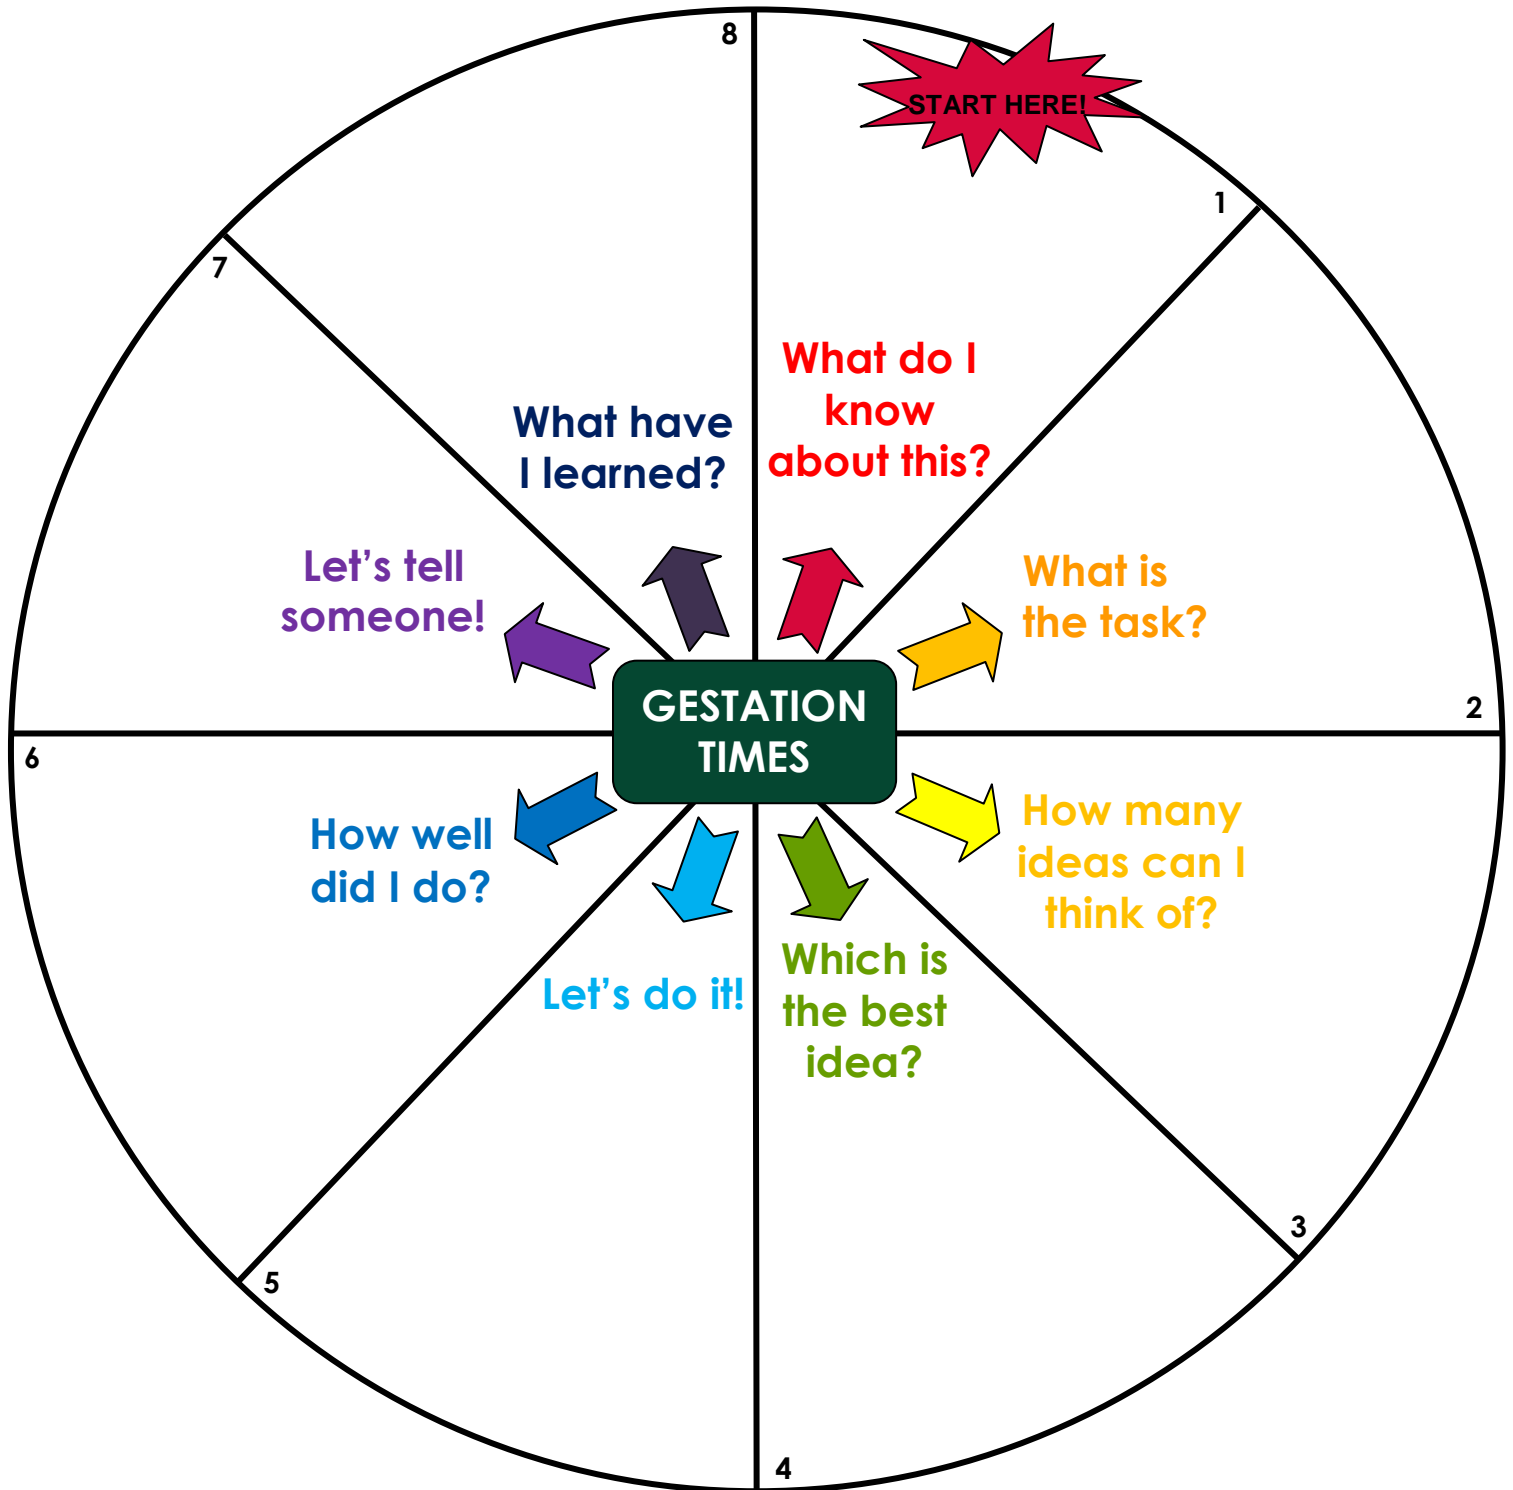 START HERE!
1
What do I
know
about this?
What is
the task?
2
How many
ideas can I
think of?
3
Which is
the best
idea?
4
Let's do it!
5
How well
did I do?
6
Let's tell
someone!
7
What have
I learned?
8
GESTATION
TIMES